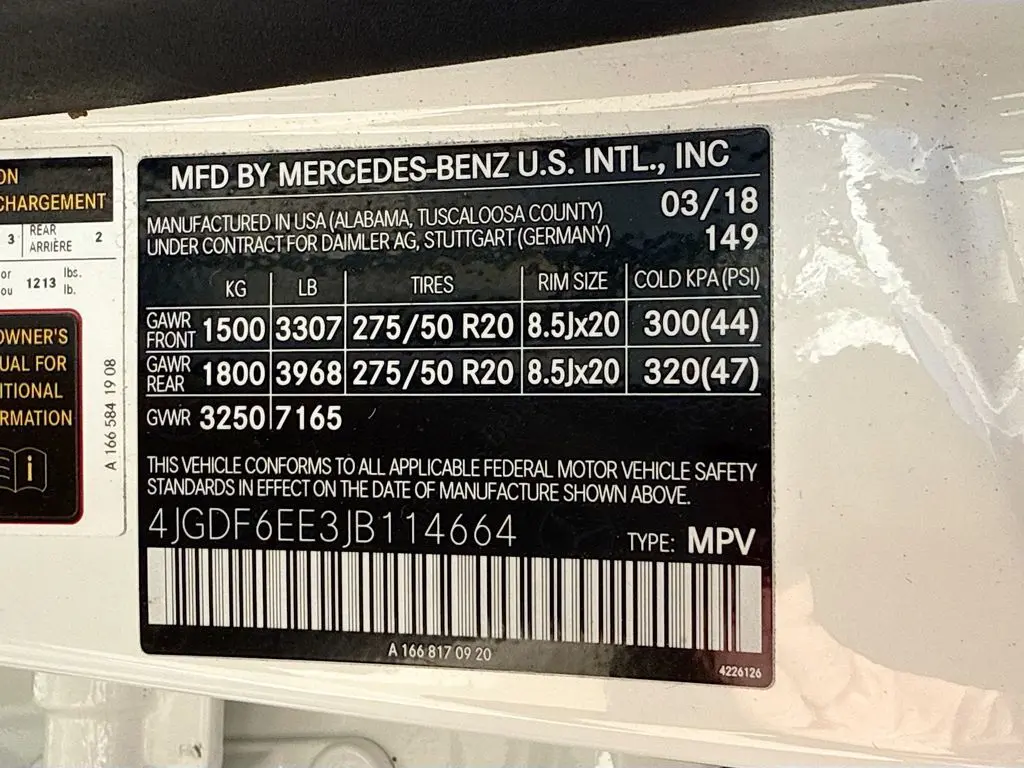 ON
CHARGEMENT
3 REAR ARRIÈRE 2
or ou 1213 lbs. lb.
OWNER'S
UAL FOR
ITIONAL
RMATION
i
A 166 584 19 08
MFD BY MERCEDES-BENZ U.S. INTL., INC
MANUFACTURED IN USA (ALABAMA, TUSCALOOSA COUNTY) 03/18
UNDER CONTRACT FOR DAIMLER AG, STUTTGART (GERMANY) 149
KG LB TIRES RIM SIZE COLD KPA(PSI)
GAWR FRONT 1500 3307 275/50 R20 8.5Jx20 300(44)
GAWR REAR 1800 3968 275/50 R20 8.5Jx20 320(47)
GVWR 3250 7165
THIS VEHICLE CONFORMS TO ALL APPLICABLE FEDERAL MOTOR VEHICLE SAFETY
STANDARDS IN EFFECT ON THE DATE OF MANUFACTURE SHOWN ABOVE.
4JGDF6EE3JB114664 TYPE: MPV
A 166 817 09 20
4226126